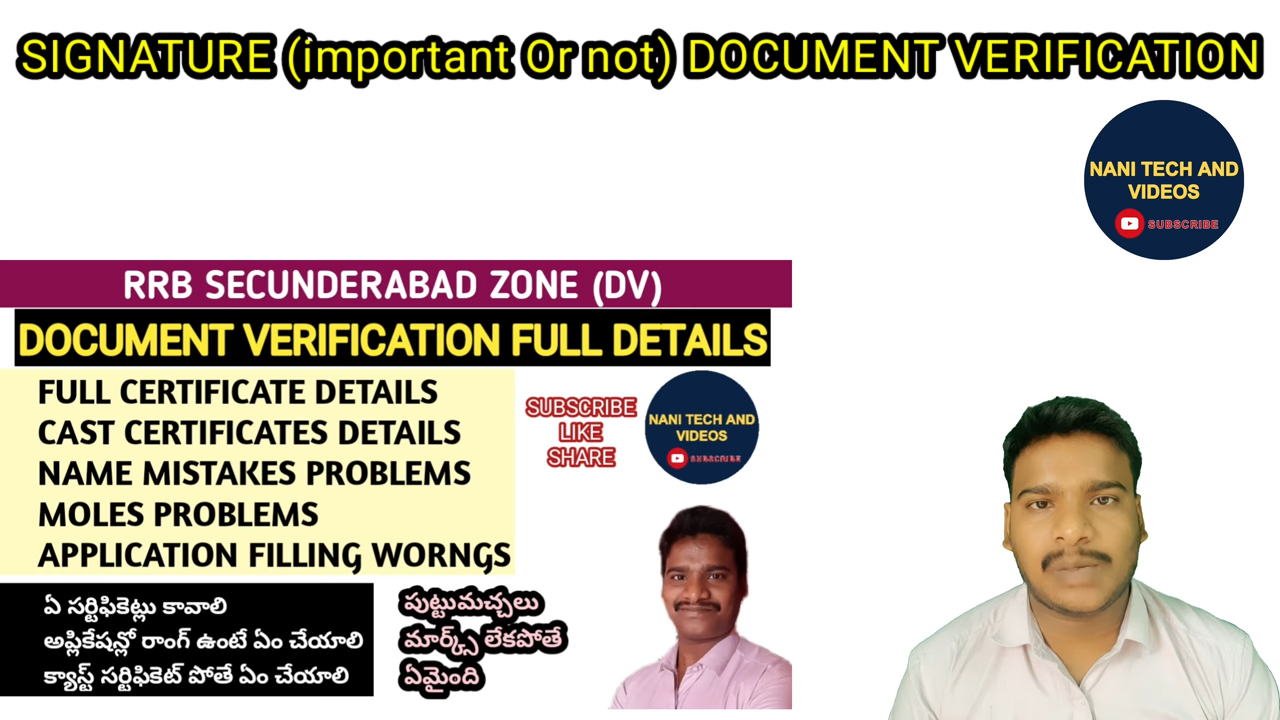 SIGNATURE (important Or not) DOCUMENT VERIFICATION
NANI TECH AND
VIDEOS
SUBSCRIBE
RRB SECUNDERABAD ZONE (DV)
DOCUMENT VERIFICATION FULL DETAILS
FULL CERTIFICATE DETAILS
CAST CERTIFICATES DETAILS
NAME MISTAKES PROBLEMS
MOLES PROBLEMS
APPLICATION FILLING WORNGS
SUBSCRIBE
LIKE
SHARE
NANI TECH AND
VIDEOS
SUBSCRIBE
ఏ సర్టిఫికెట్లు కావాలి
అప్లికేషన్లో రాంగ్ ఉంటే ఏం చేయాలి
క్యాస్ట్ సర్టిఫికెట్ పోతే ఏం చేయాలి
పుట్టుమచ్చలు
మార్క్స్ లేకపోతే
ఏమైంది